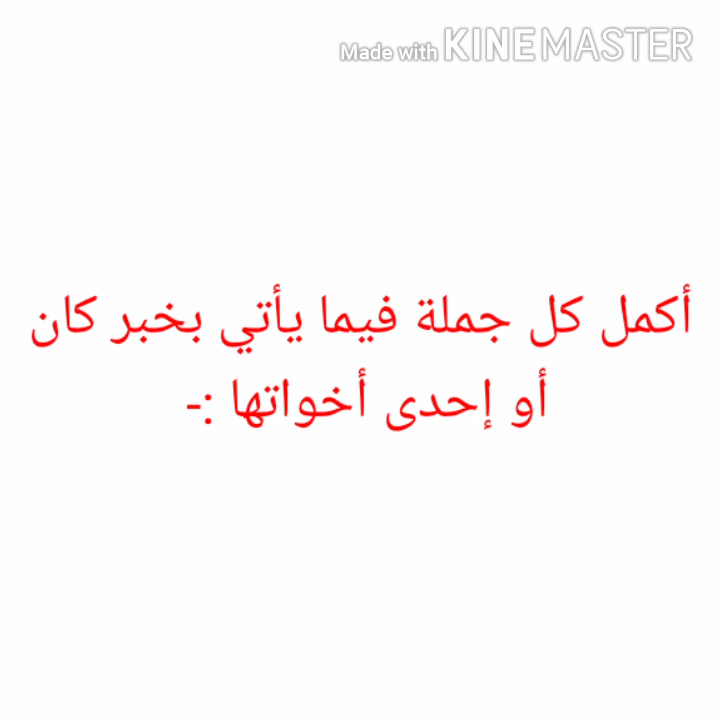 Made with KINEMASTER
أكمل كل جملة فيما يأتي بخبر كان
أو إحدى أخواتها :-